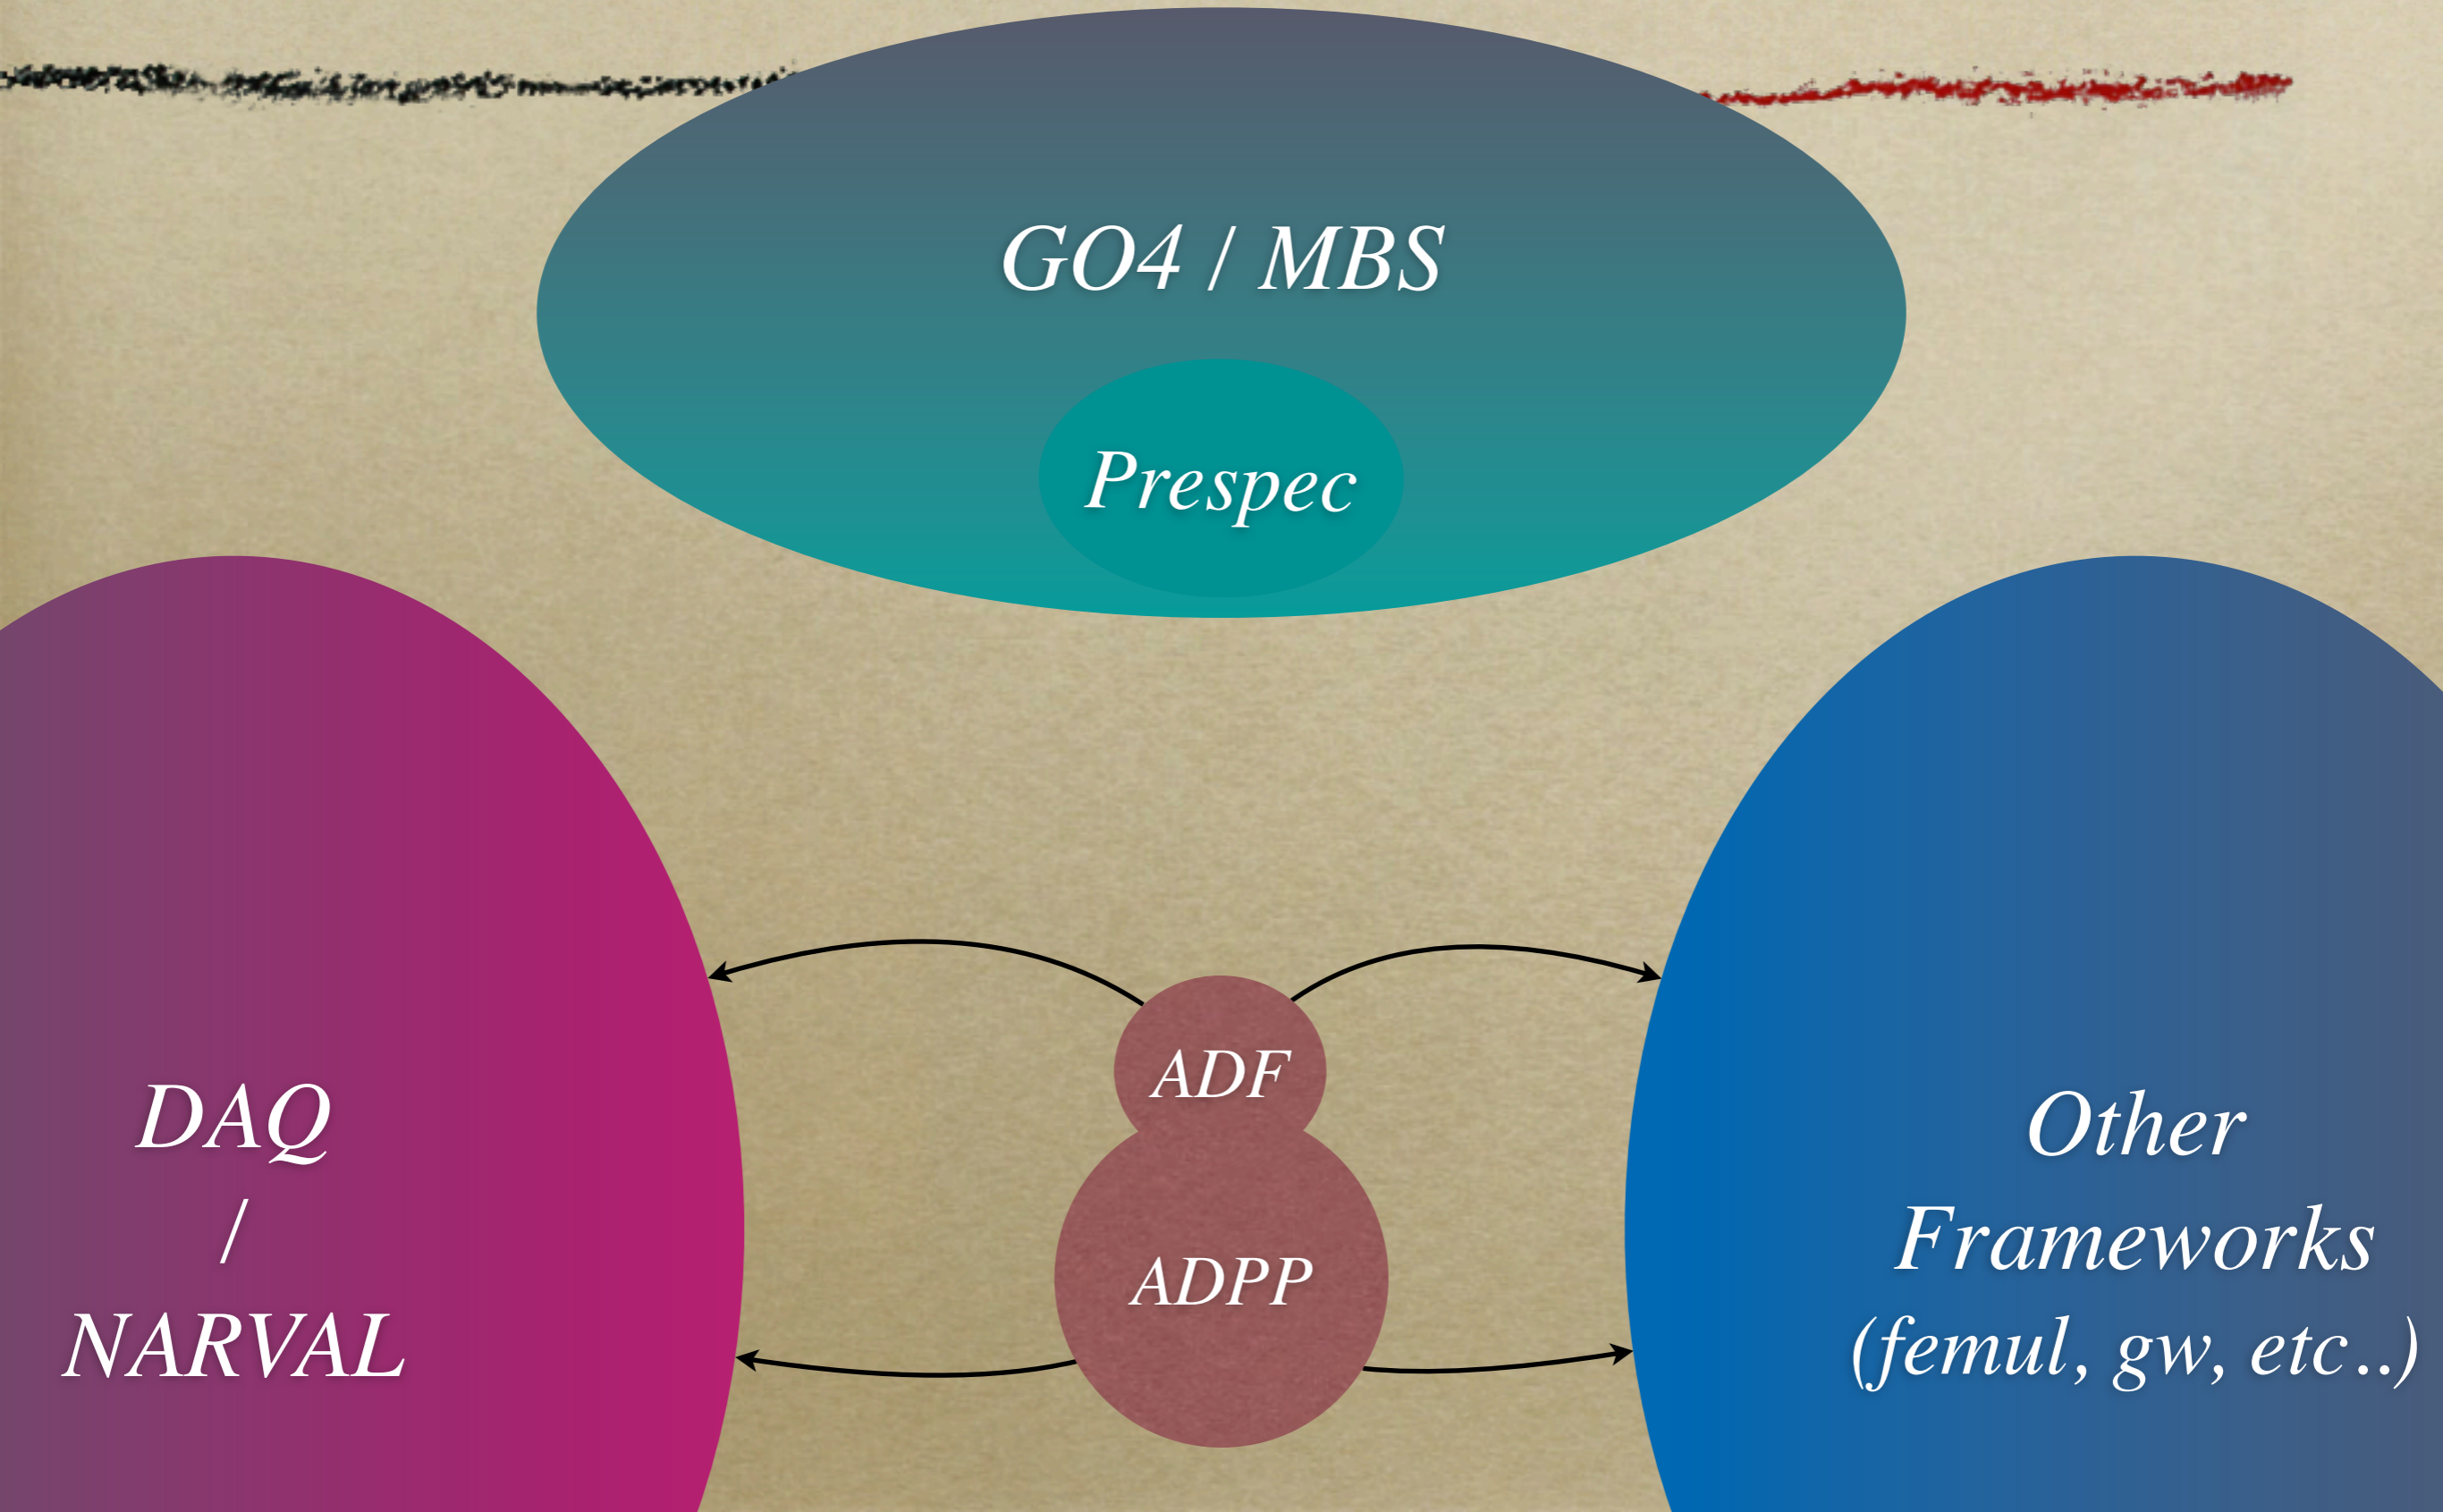 GO4 / MBS
Prespec
ADF
ADPP
DAQ
/
NARVAL
Other
Frameworks
(femul, gw, etc..)